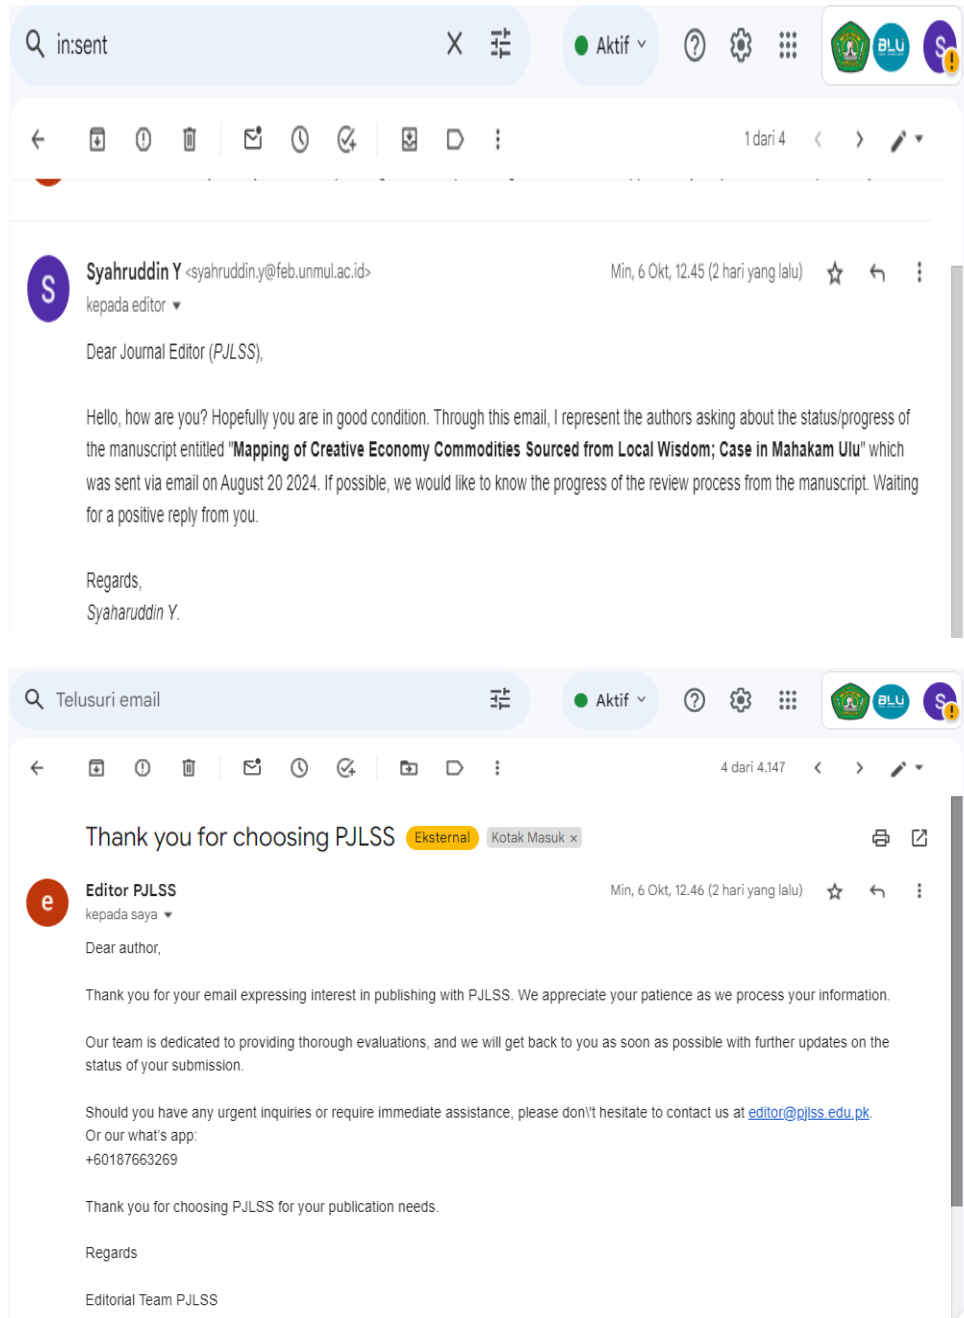 in:sent
Aktif
BLU
S
1 dari 4
S
Syahruddin Y <syahruddin.y@feb.unmul.ac.id>
Min, 6 Okt, 12.45 (2 hari yang lalu)
kepada editor
Dear Journal Editor (PJLSS),
Hello, how are you? Hopefully you are in good condition. Through this email, I represent the authors asking about the status/progress of
the manuscript entitled "Mapping of Creative Economy Commodities Sourced from Local Wisdom; Case in Mahakam Ulu" which
was sent via email on August 20 2024. If possible, we would like to know the progress of the review process from the manuscript. Waiting
for a positive reply from you.
Regards,
Syaharuddin Y.
Telusuri email
Aktif
BLU
S
4 dari 4.147
Thank you for choosing PJLSS
Eksternal
Kotak Masuk ×
e
Editor PJLSS
Min, 6 Okt, 12.46 (2 hari yang lalu)
kepada saya
Dear author,
Thank you for your email expressing interest in publishing with PJLSS. We appreciate your patience as we process your information.
Our team is dedicated to providing thorough evaluations, and we will get back to you as soon as possible with further updates on the
status of your submission.
Should you have any urgent inquiries or require immediate assistance, please don\'t hesitate to contact us at editor@pjlss.edu.pk.
Or our what's app:
+60187663269
Thank you for choosing PJLSS for your publication needs.
Regards
Editorial Team PJLSS